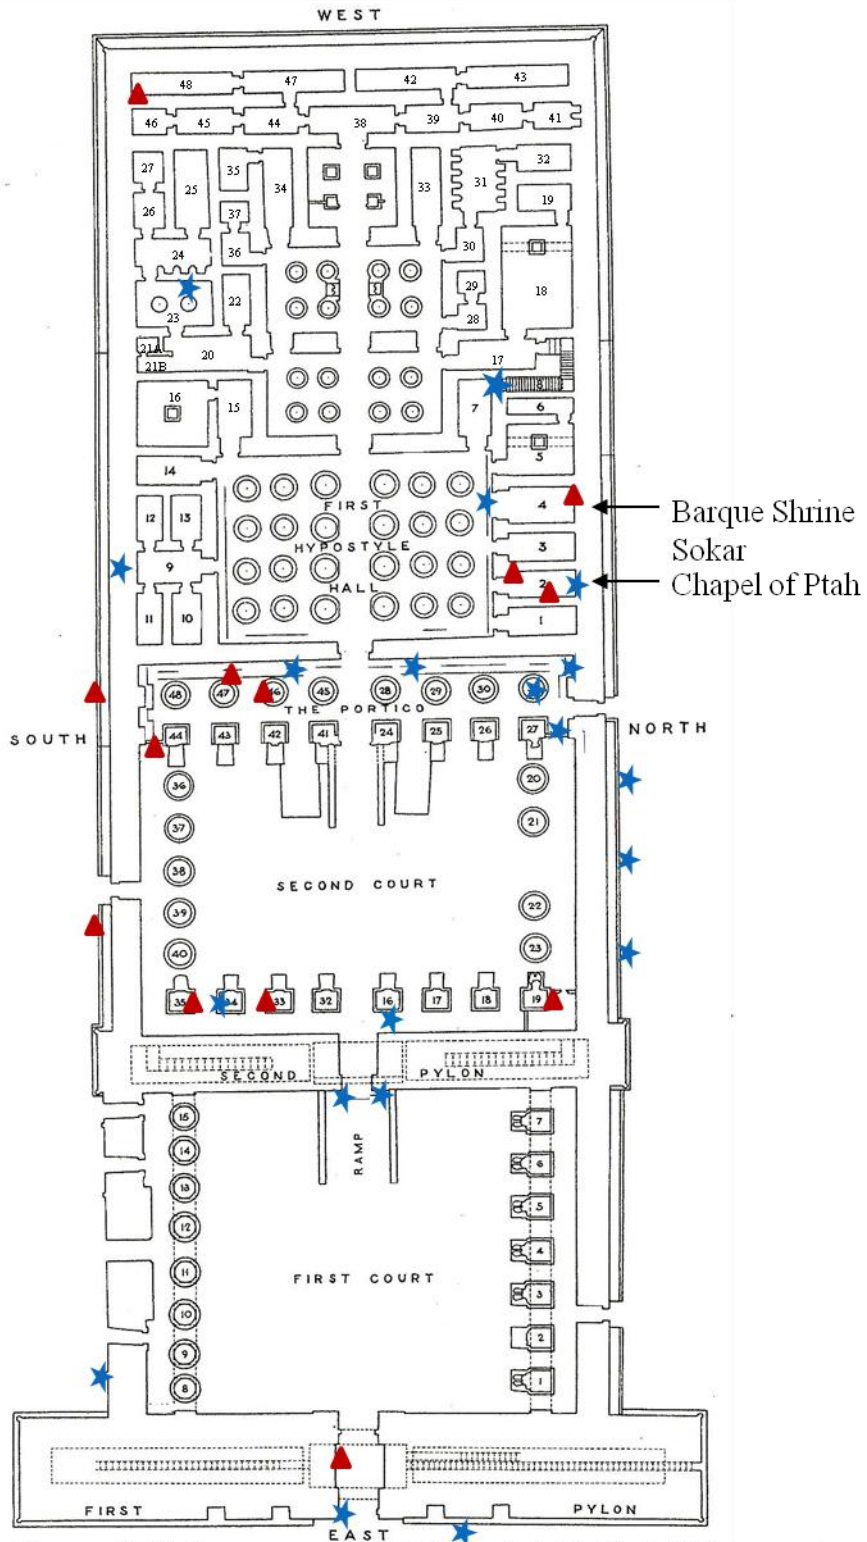 WEST
48 47 42 43
46 45 44 38 39 40 41
27 25 35 34 33 31 32
26 37 36 30 19
24 29 18
23 22 28
21A 20 17
21B
16 15 7 8
6
5
14
12 13 FIRST 4 Barque Shrine
HYPOSTYLE 3 Sokar
9 HALL 2 Chapel of Ptah
11 10 1
48 47 46 45 28 29 30
THE PORTICO
SOUTH 44 43 42 41 24 25 26 27 NORTH
36 20
37 21
38 SECOND COURT
39 22
40 23
35 34 33 32 16 17 18 19
SECOND PYLON
15 7
14 RAMP 6
13 5
12 4
11 FIRST COURT 3
10 2
9 1
8
FIRST PYLON
EAST